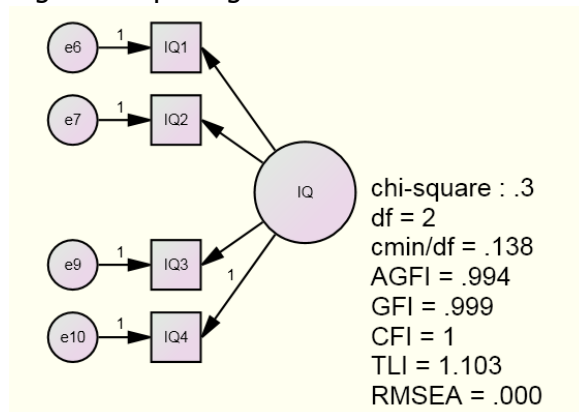 e6 1 IQ1
e7 1 IQ2
IQ
e9 1 IQ3
1
e10 1 IQ4
chi-square : .3
df = 2
cmin/df = .138
AGFI = .994
GFI = .999
CFI = 1
TLI = 1.103
RMSEA = .000